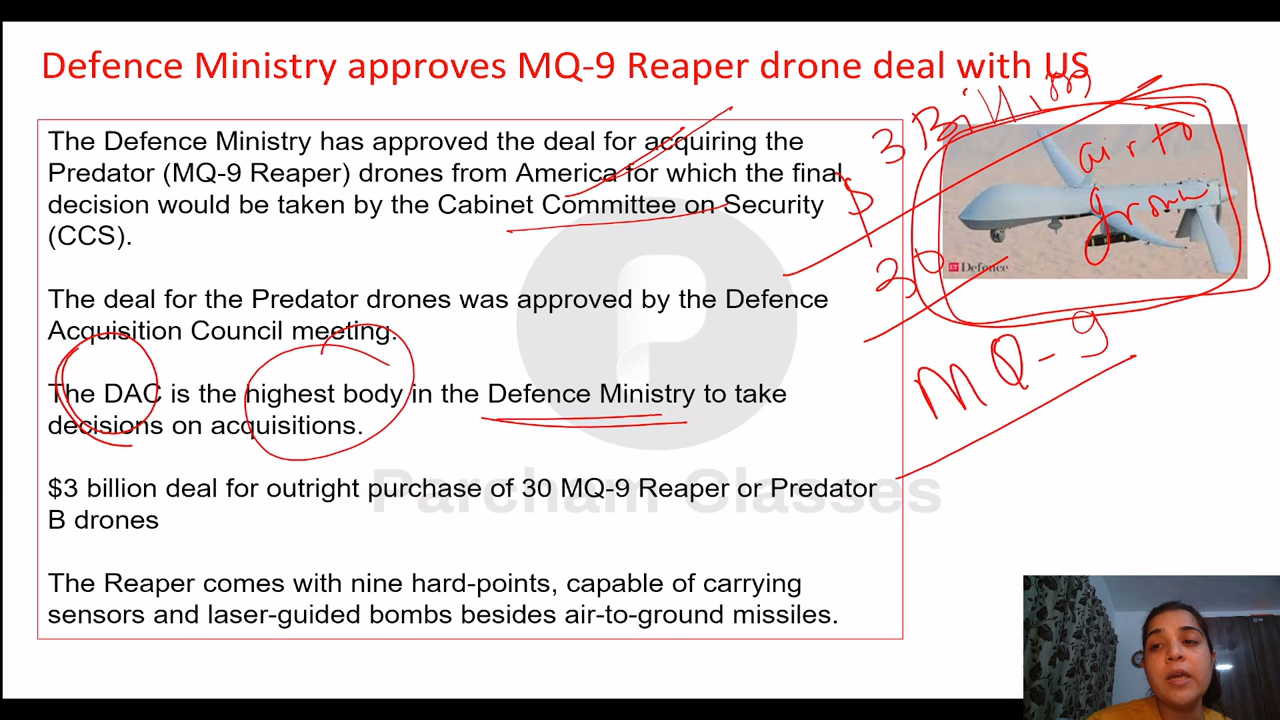 Defence Ministry approves MQ-9 Reaper drone deal with US
The Defence Ministry has approved the deal for acquiring the
Predator (MQ-9 Reaper) drones from America for which the final
decision would be taken by the Cabinet Committee on Security
(CCS).
The deal for the Predator drones was approved by the Defence
Acquisition Council meeting.
The DAC is the highest body in the Defence Ministry to take
decisions on acquisitions.
$3 billion deal for outright purchase of 30 MQ-9 Reaper or Predator
B drones
The Reaper comes with nine hard-points, capable of carrying
sensors and laser-guided bombs besides air-to-ground missiles.
3 Billion
$
30
air to
Defence
MQ-9
Parcham Classes